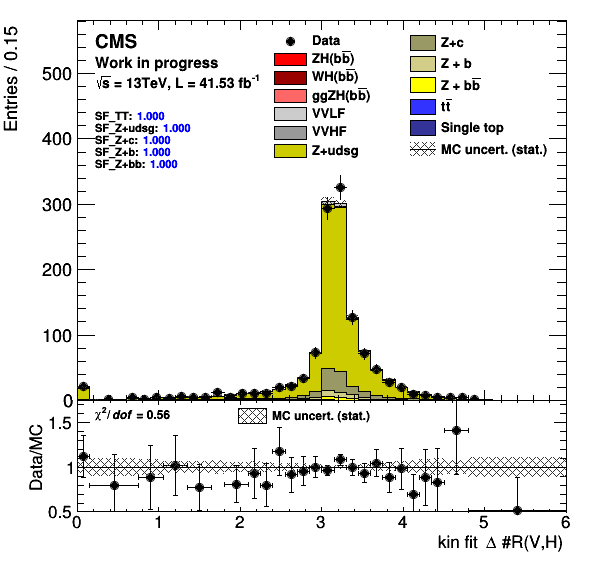 CMS
Work in progress
√s = 13TeV, L = 41.53 fb⁻¹
SF_TT: 1.000
SF_Z+udsg: 1.000
SF_Z+c: 1.000
SF_Z+b: 1.000
SF_Z+bb: 1.000
Data
ZH(bb̅)
WH(bb̅)
ggZH(bb̅)
VVLF
VVHF
Z+udsg
Z+c
Z + b
Z + bb̅
tt̅
Single top
MC uncert. (stat.)
Entries / 0.15
500
400
300
200
100
0
χ²/dof = 0.56
MC uncert. (stat.)
Data/MC
1.5
1
0.5
0 1 2 3 4 5 6
kin fit Δ #R(V,H)